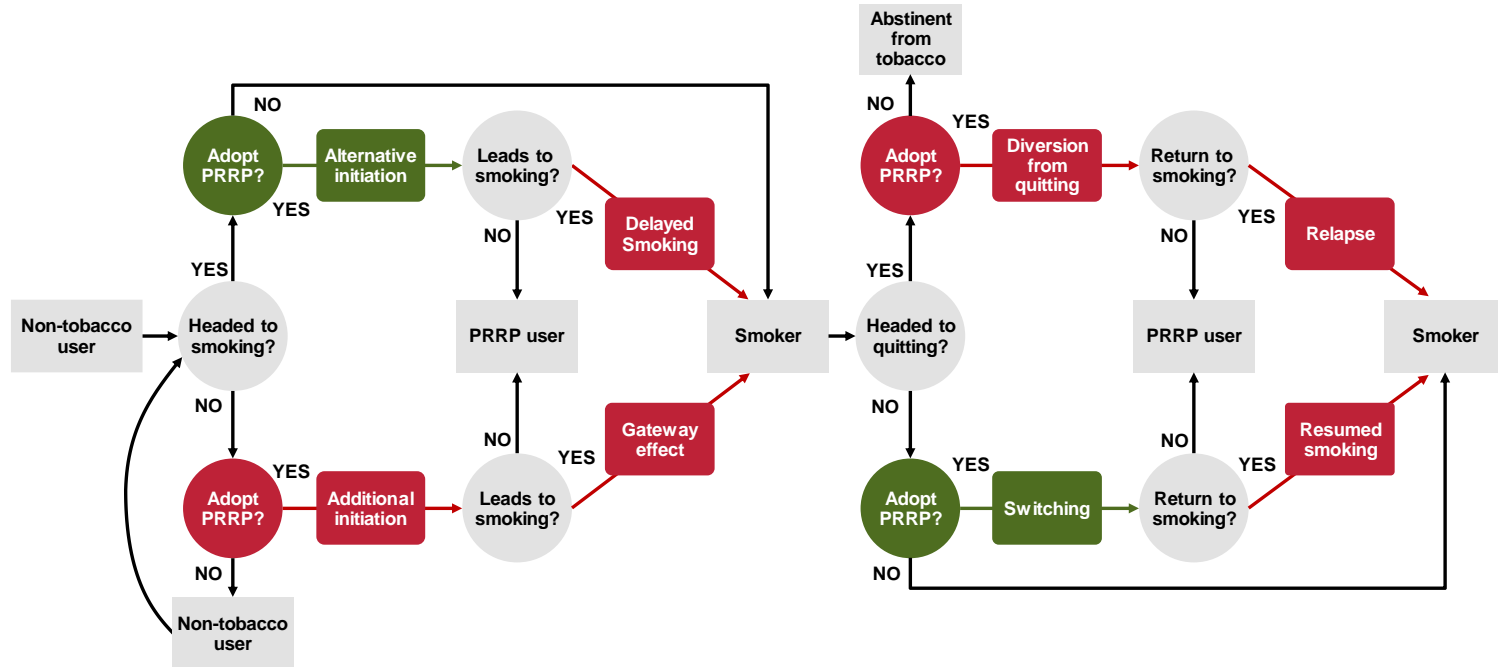 Abstinent
from
tobacco
NO
NO
Adopt
PRRP?
YES
Alternative
initiation
Leads to
smoking?
YES
Delayed
Smoking
NO
YES
Non-tobacco
user
Headed to
smoking?
PRRP user
Smoker
NO
NO
Gateway
effect
YES
YES
Adopt
PRRP?
Additional
initiation
Leads to
smoking?
NO
Non-tobacco
user
Adopt
PRRP?
YES
Diversion
from
quitting
Return to
smoking?
YES
Relapse
NO
YES
Headed to
quitting?
PRRP user
Smoker
NO
NO
Resumed
smoking
YES
YES
Adopt
PRRP?
Switching
Return to
smoking?
NO